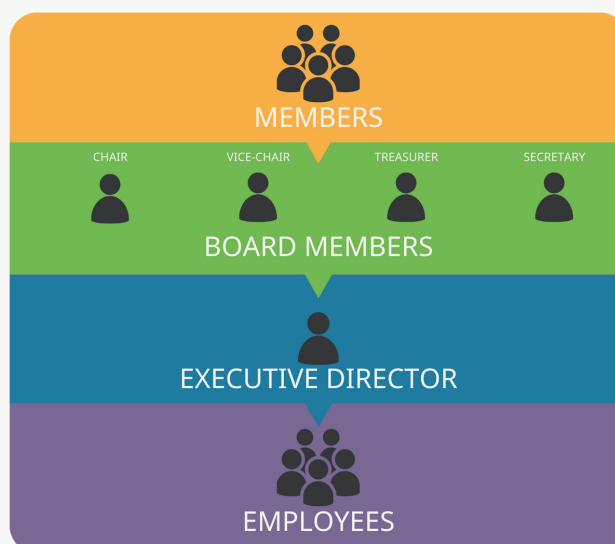 MEMBERS
CHAIR VICE-CHAIR TREASURER SECRETARY
BOARD MEMBERS
EXECUTIVE DIRECTOR
EMPLOYEES